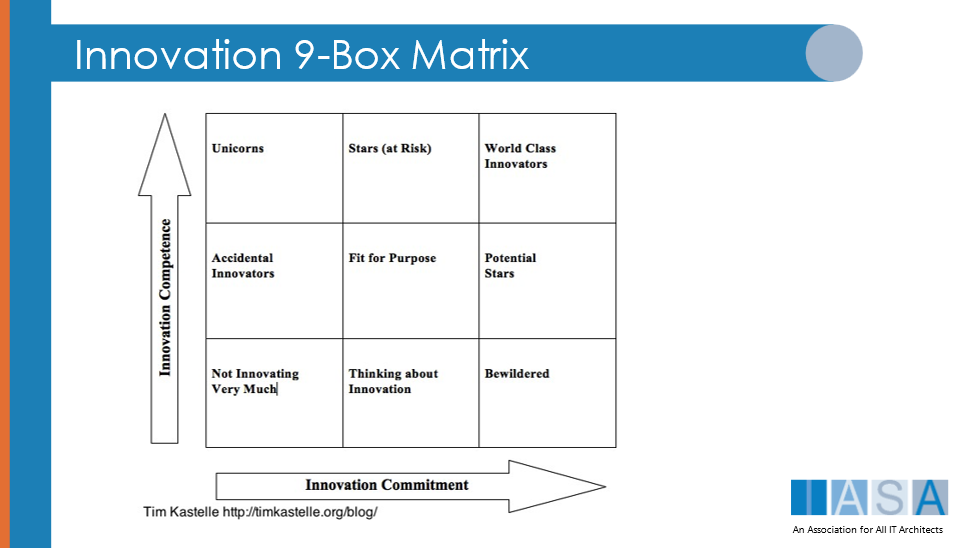 Innovation 9-Box Matrix
Innovation Competence
Unicorns
Stars (at Risk)
World Class
Innovators
Accidental
Innovators
Fit for Purpose
Potential
Stars
Not Innovating
Very Much
Thinking about
Innovation
Bewildered
Innovation Commitment
Tim Kastelle http://timkastelle.org/blog/
IASA
An Association for All IT Architects